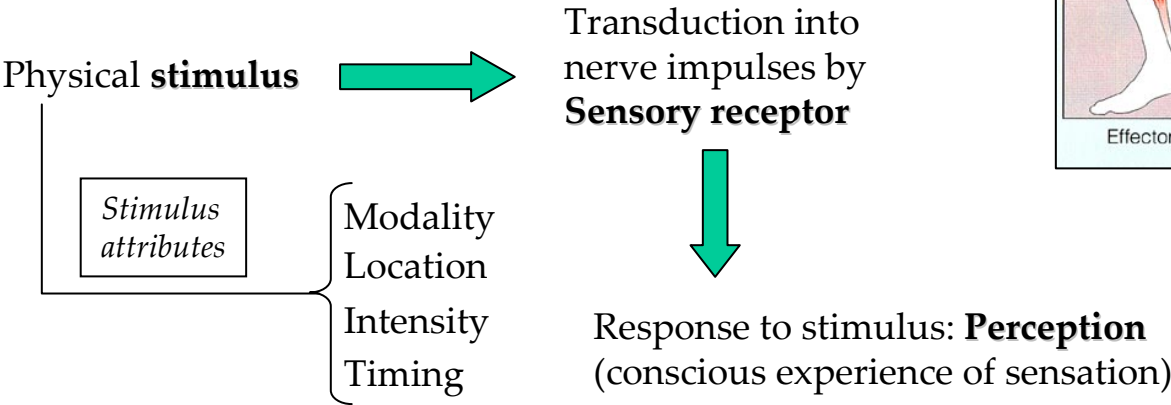 Physical stimulus
Transduction into
nerve impulses by
Sensory receptor
Stimulus
attributes
Modality
Location
Intensity
Timing
Response to stimulus: Perception
(conscious experience of sensation)